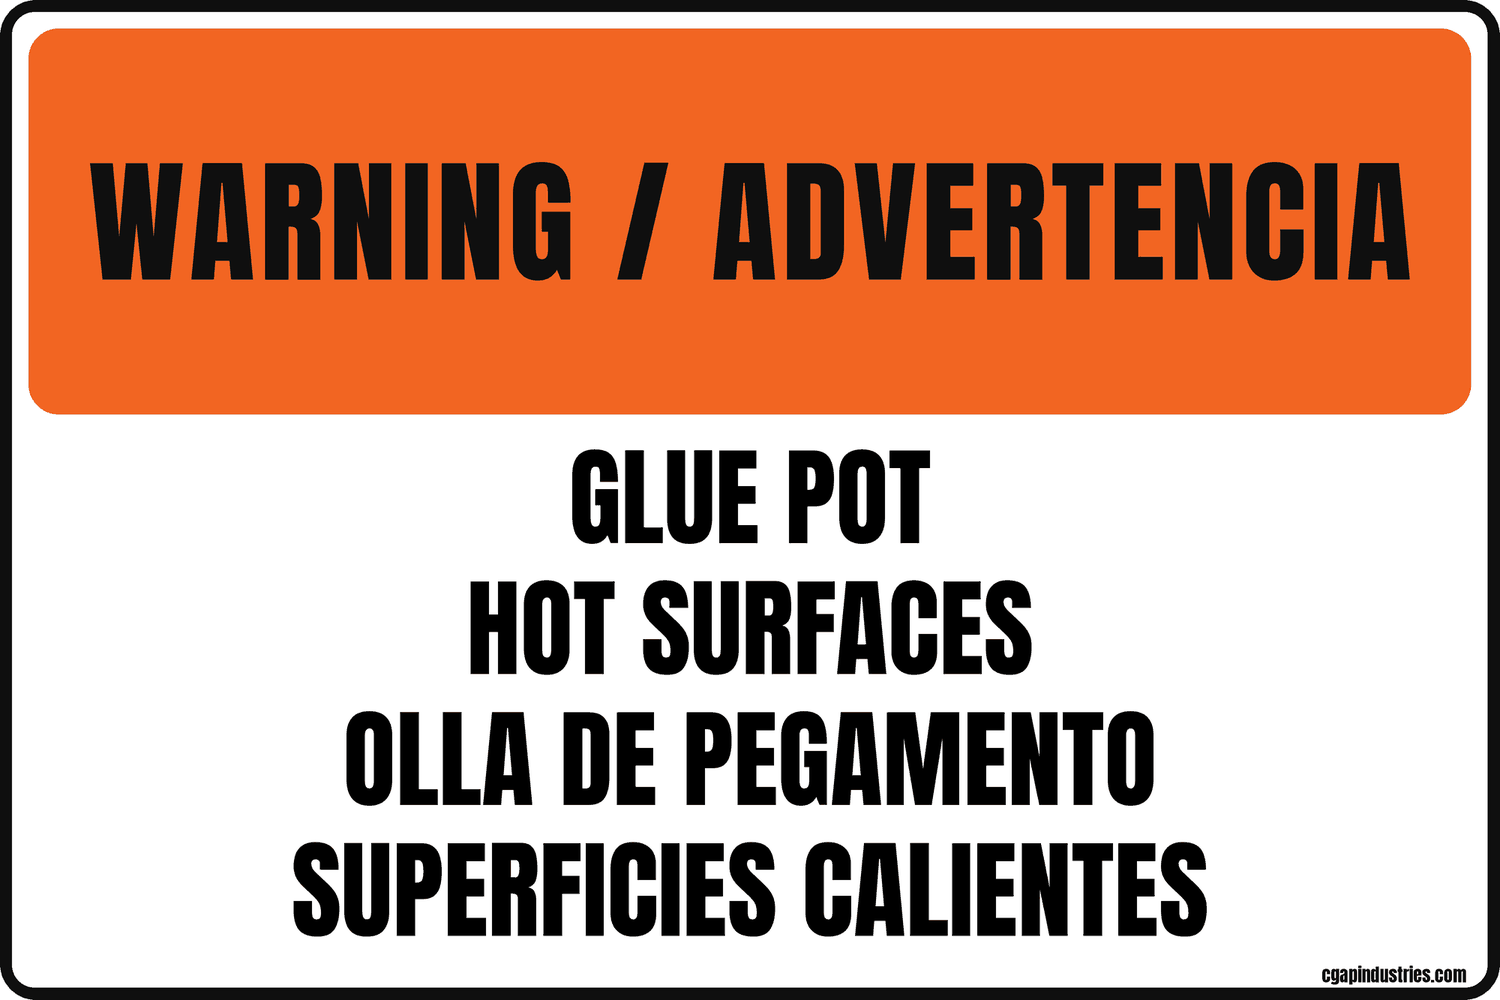 WARNING / ADVERTENCIA
GLUE POT
HOT SURFACES
OLLA DE PEGAMENTO
SUPERFICIES CALIENTES
cgapindustries.com